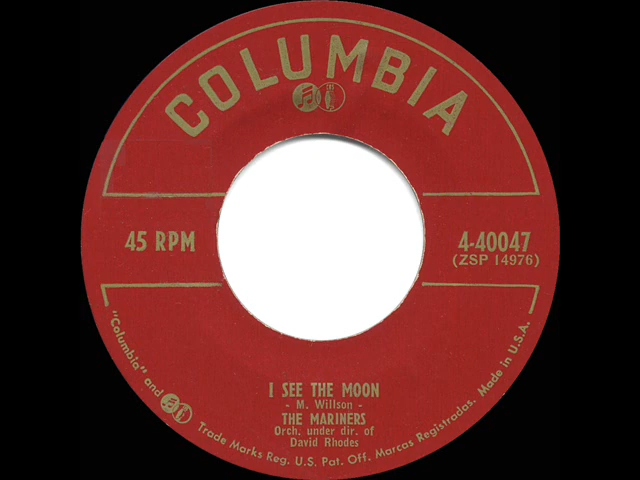 COLUMBIA
45 RPM
4-40047
(ZSP 14976)
I SEE THE MOON
- M. Willson -
THE MARINERS
Orch. under dir. of
David Rhodes
"Columbia" and Trade Marks Reg. U.S. Pat. Off. Marcas Registradas. Made in U.S.A.